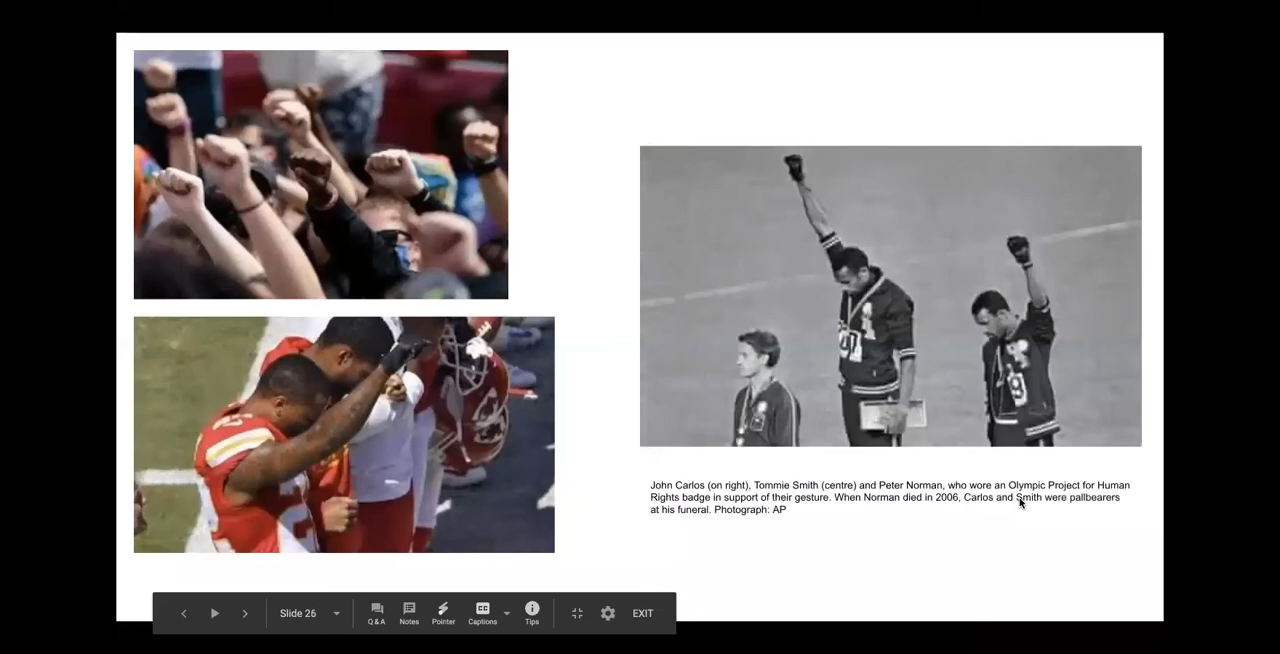 John Carlos (on right), Tommie Smith (centre) and Peter Norman, who wore an Olympic Project for Human
Rights badge in support of their gesture. When Norman died in 2006, Carlos and Smith were pallbearers
at his funeral. Photograph: AP
Slide 26
Q & A
Notes
Pointer
CC
Captions
Tips
EXIT